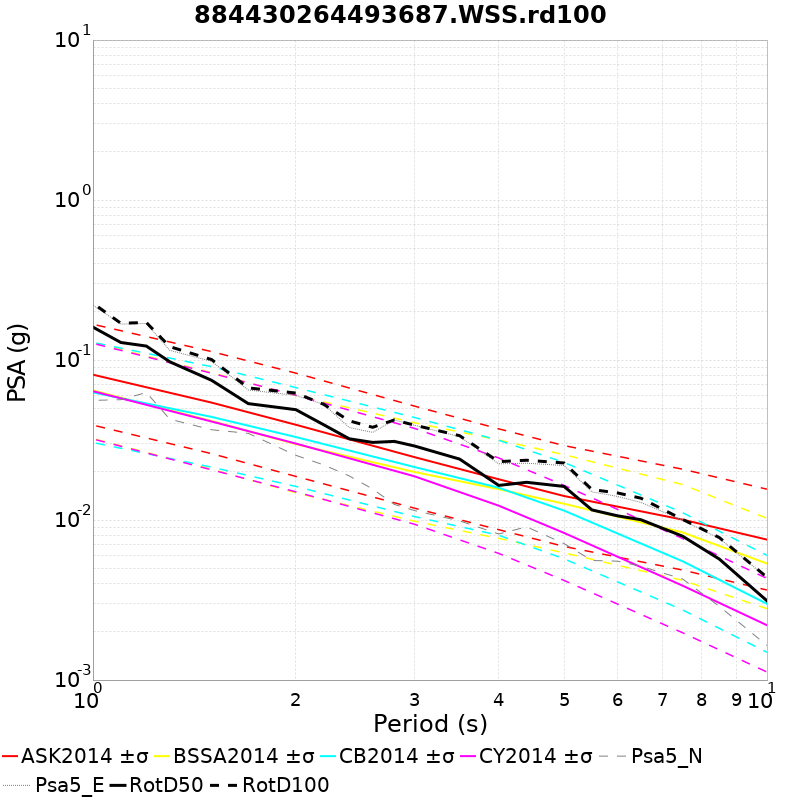 884430264493687.WSS.rd100
10^1
10^0
10^-1
10^-2
10^-3
PSA (g)
10^0 2 3 4 5 6 7 8 9 10^1
Period (s)
ASK2014 ±σ BSSA2014 ±σ CB2014 ±σ CY2014 ±σ Psa5_N
Psa5_E RotD50 RotD100